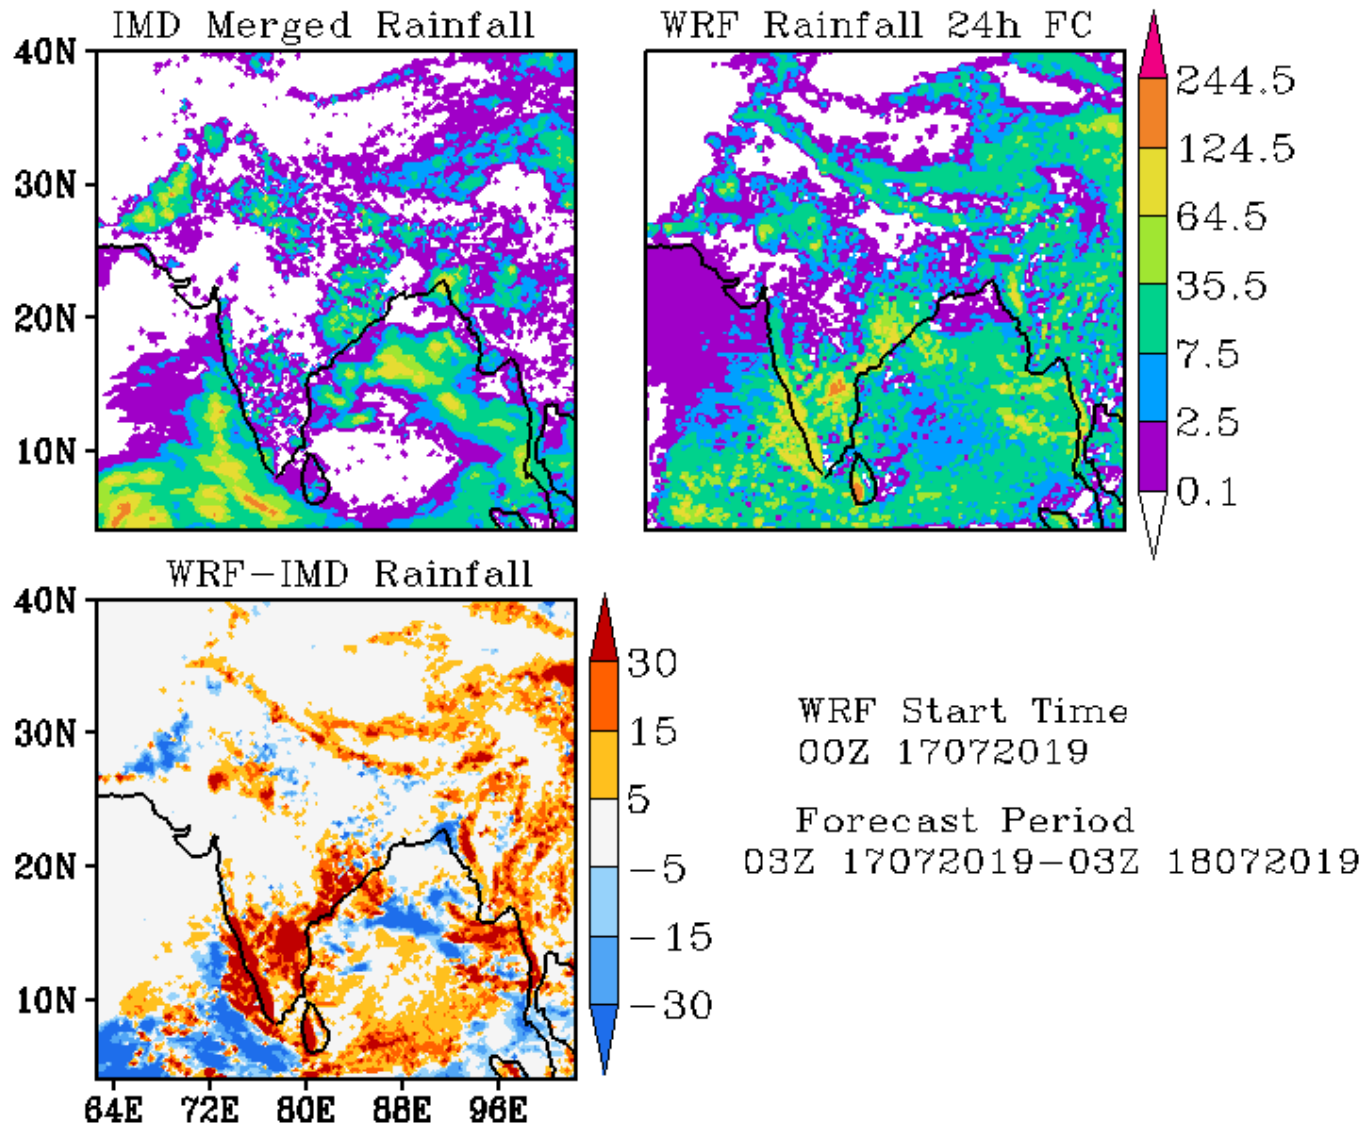 IMD Merged Rainfall
WRF Rainfall 24h FC
40N
30N
20N
10N
244.5
124.5
64.5
35.5
7.5
2.5
0.1
WRF-IMD Rainfall
40N
30N
20N
10N
64E 72E 80E 88E 96E
30
15
5
-5
-15
-30
WRF Start Time
00Z 17072019
Forecast Period
03Z 17072019-03Z 18072019